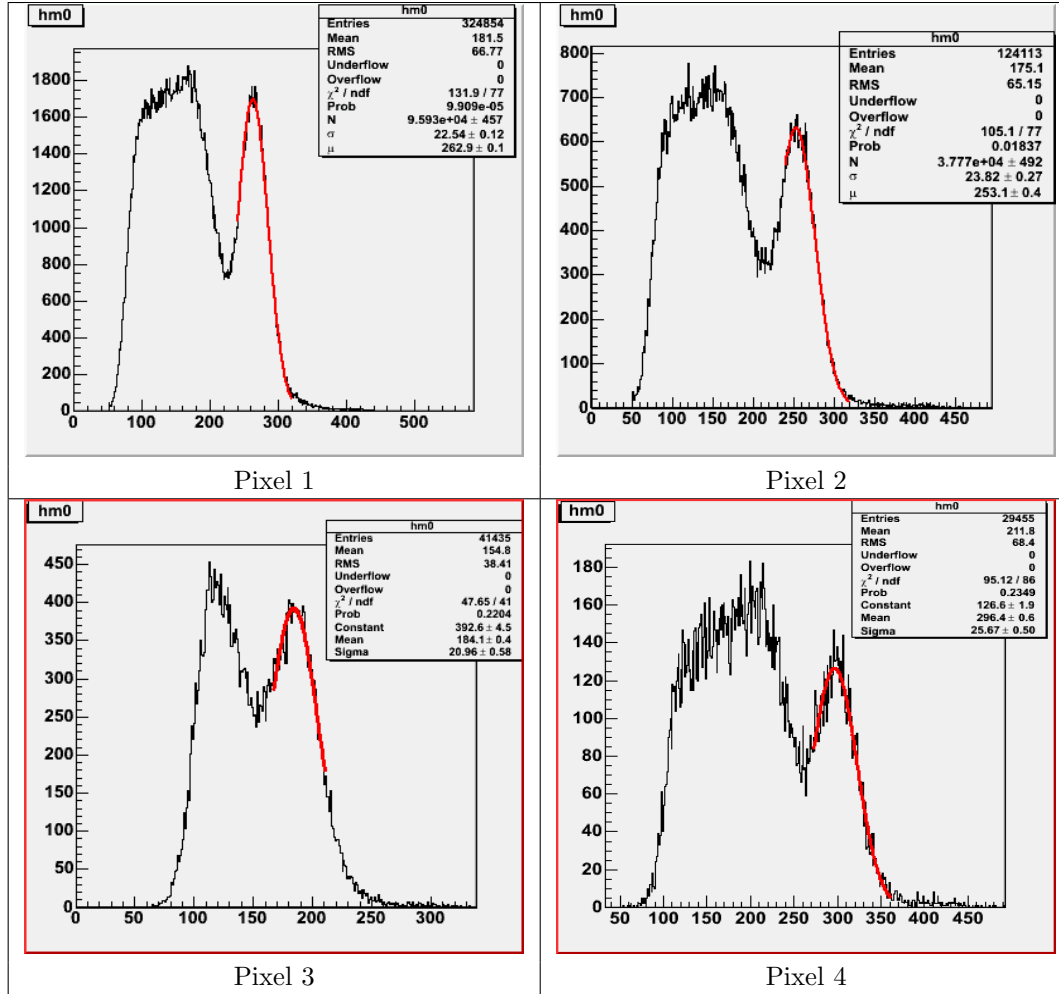 hm0
hm0
Entries 324854
Mean 181.5
RMS 66.77
Underflow 0
Overflow 0
χ² / ndf 131.9 / 77
Prob 9.909e-05
N 9.593e+04 ± 457
σ 22.54 ± 0.12
μ 262.9 ± 0.1
1800
1600
1400
1200
1000
800
600
400
200
0
0 100 200 300 400 500
Pixel 1
hm0
hm0
Entries 124113
Mean 175.1
RMS 65.15
Underflow 0
Overflow 0
χ² / ndf 105.1 / 77
Prob 0.01837
N 3.777e+04 ± 492
σ 23.82 ± 0.27
μ 253.1 ± 0.4
800
700
600
500
400
300
200
100
0
0 50 100 150 200 250 300 350 400 450
Pixel 2
hm0
hm0
Entries 41435
Mean 154.8
RMS 38.41
Underflow 0
Overflow 0
χ² / ndf 47.65 / 41
Prob 0.2204
Constant 392.6 ± 4.5
Mean 184.1 ± 0.4
Sigma 20.96 ± 0.58
450
400
350
300
250
200
150
100
50
0
0 50 100 150 200 250 300
Pixel 3
hm0
hm0
Entries 29455
Mean 211.8
RMS 68.4
Underflow 0
Overflow 0
χ² / ndf 95.12 / 86
Prob 0.2349
Constant 126.6 ± 1.9
Mean 296.4 ± 0.6
Sigma 25.67 ± 0.50
180
160
140
120
100
80
60
40
20
0
50 100 150 200 250 300 350 400 450
Pixel 4